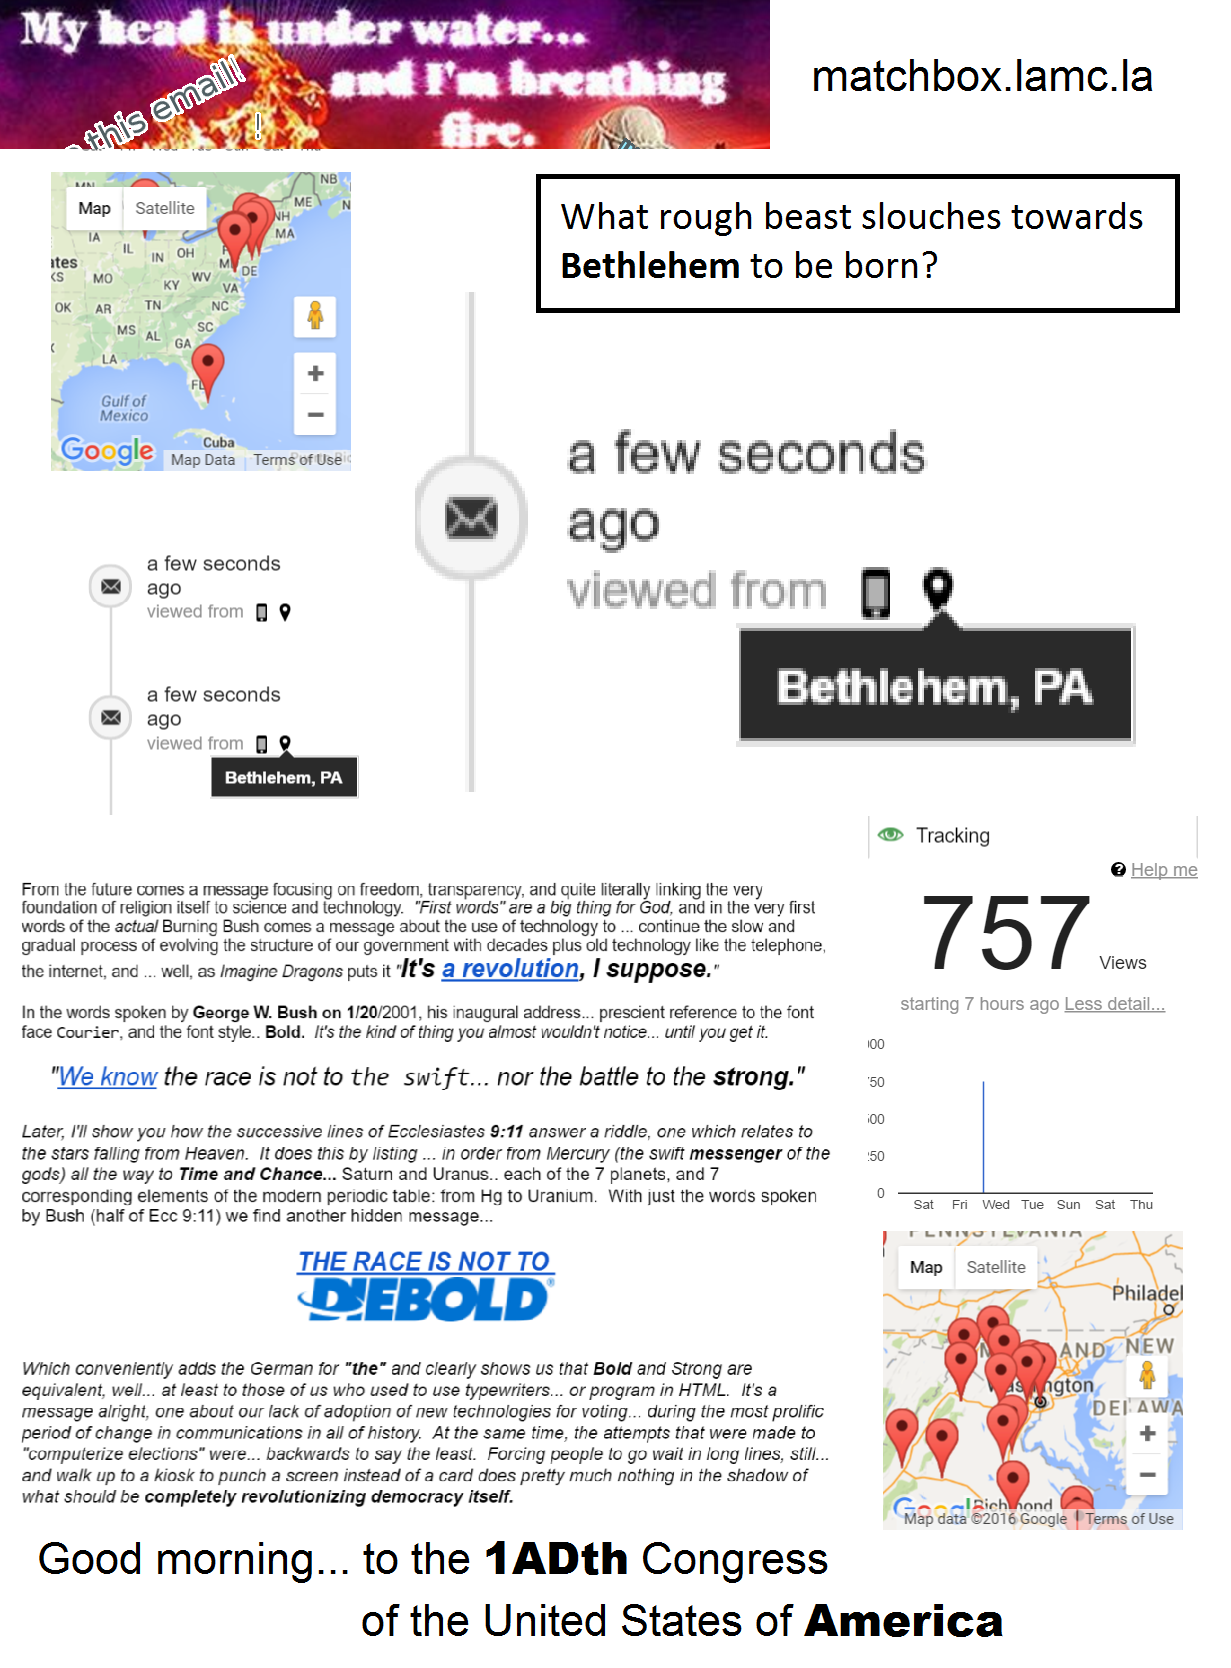 My head is under water...
and I'm breathing
fire.
this email!
!
matchbox.lamc.la
What rough beast slouches towards
Bethlehem to be born?
Map Satellite
MN
NB
ME
NH
MA
IA
IL IN OH
DE
ates
KS MO KY WV VA
OK AR TN NC
MS AL SC
GA
LA
FL
Gulf of
Mexico
Cuba
Google Map Data Terms of Use
a few seconds
ago
viewed from
Bethlehem, PA
a few seconds
ago
viewed from
a few seconds
ago
viewed from
Bethlehem, PA
Tracking
Help me
757 Views
starting 7 hours ago Less detail...
00
50
00
50
0
Sat Fri Wed Tue Sun Sat Thu
From the future comes a message focusing on freedom, transparency, and quite literally linking the very
foundation of religion itself to science and technology. "First words" are a big thing for God, and in the very first
words of the actual Burning Bush comes a message about the use of technology to ... continue the slow and
gradual process of evolving the structure of our government with decades plus old technology like the telephone,
the internet, and ... well, as Imagine Dragons puts it "It's a revolution, I suppose."
In the words spoken by George W. Bush on 1/20/2001, his inaugural address... prescient reference to the font
face Courier, and the font style.. Bold. It's the kind of thing you almost wouldn't notice... until you get it.
"We know the race is not to the swift... nor the battle to the strong."
Later, I'll show you how the successive lines of Ecclesiastes 9:11 answer a riddle, one which relates to
the stars falling from Heaven. It does this by listing ... in order from Mercury (the swift messenger of the
gods) all the way to Time and Chance... Saturn and Uranus.. each of the 7 planets, and 7
corresponding elements of the modern periodic table: from Hg to Uranium. With just the words spoken
by Bush (half of Ecc 9:11) we find another hidden message...
THE RACE IS NOT TO
DIEBOLD®
Which conveniently adds the German for "the" and clearly shows us that Bold and Strong are
equivalent, well... at least to those of us who used to use typewriters... or program in HTML. It's a
message alright, one about our lack of adoption of new technologies for voting... during the most prolific
period of change in communications in all of history. At the same time, the attempts that were made to
"computerize elections" were... backwards to say the least. Forcing people to go wait in long lines, still...
and walk up to a kiosk to punch a screen instead of a card does pretty much nothing in the shadow of
what should be completely revolutionizing democracy itself.
PENNSYLVANIA
Map Satellite
Philadel
AND NEW
ngton
DELAWA
Richmond
Google
Map data ©2016 Google Terms of Use
Good morning... to the 1ADth Congress
of the United States of America